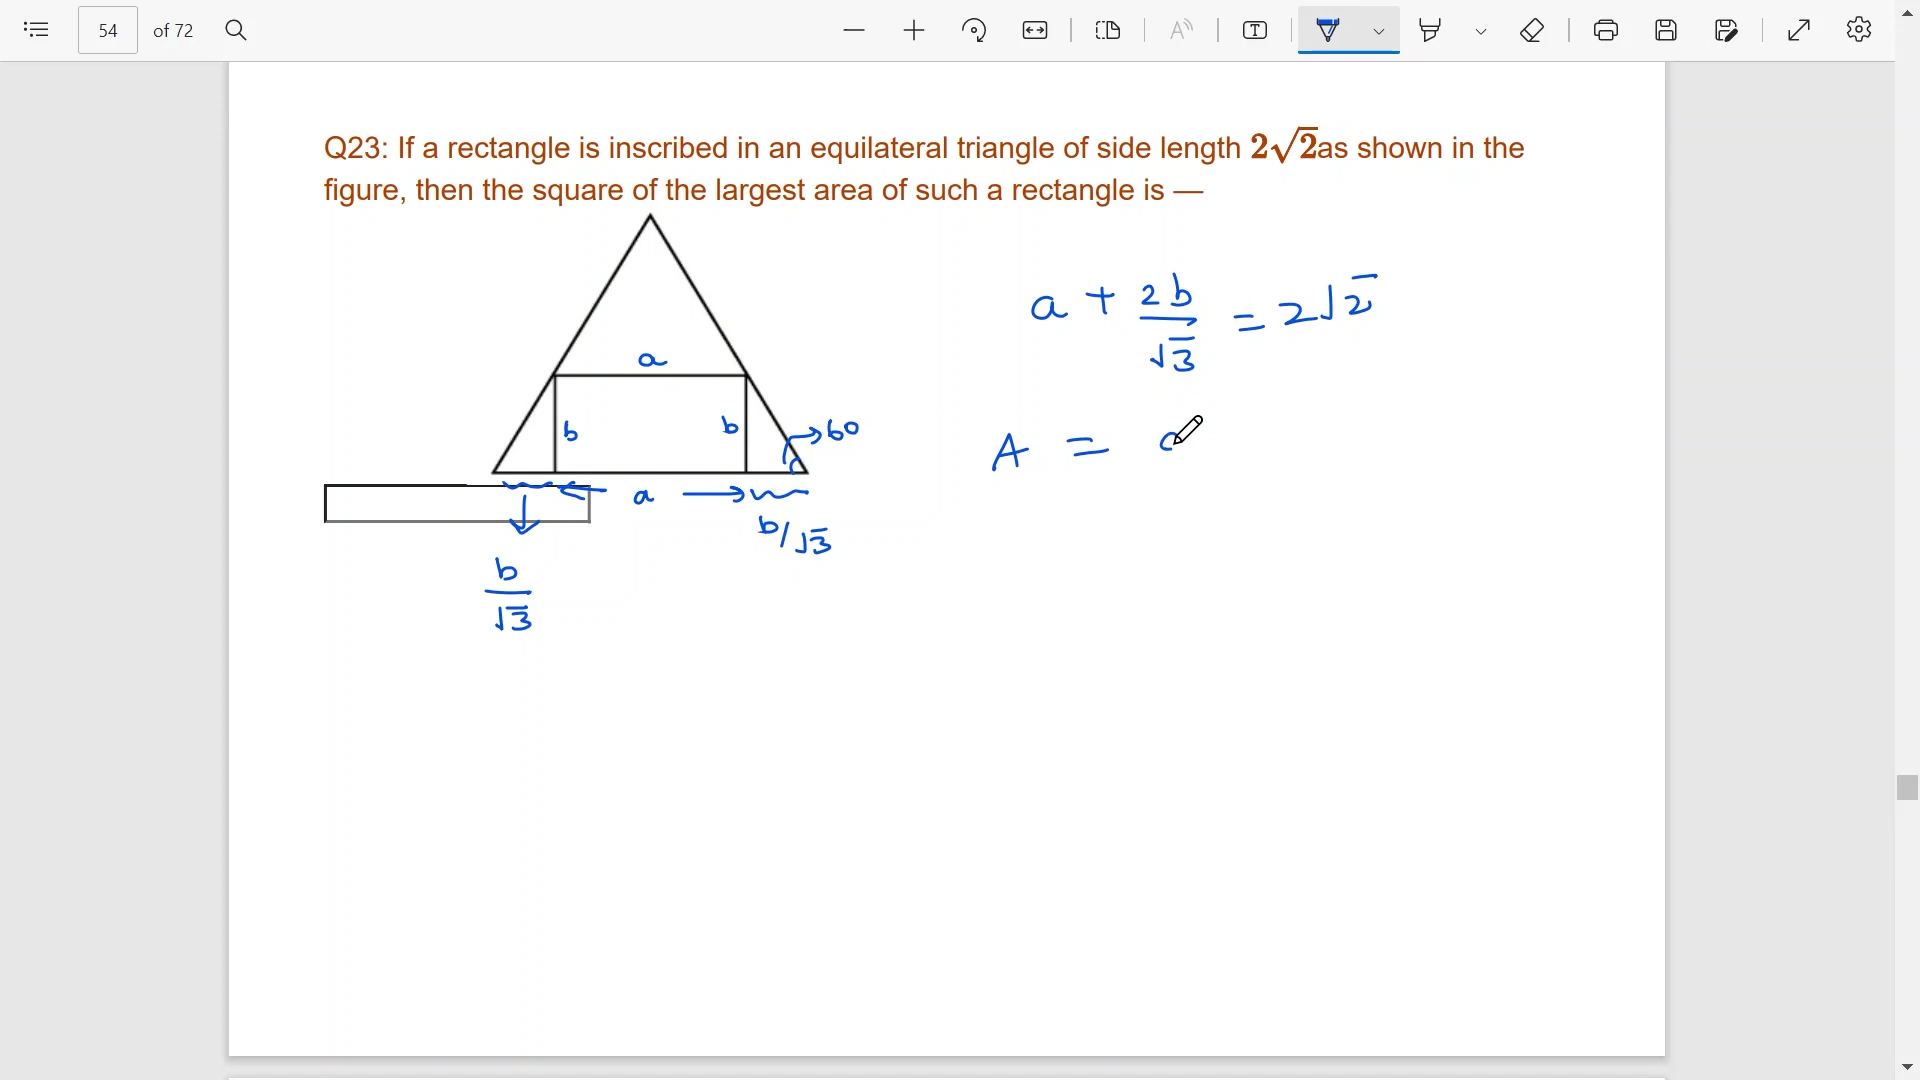 54 of 72
Q23: If a rectangle is inscribed in an equilateral triangle of side length 2√2as shown in the
figure, then the square of the largest area of such a rectangle is —
a + 2b/√3 = 2√2
a
b b 60
A =
a
b/√3
b/√3